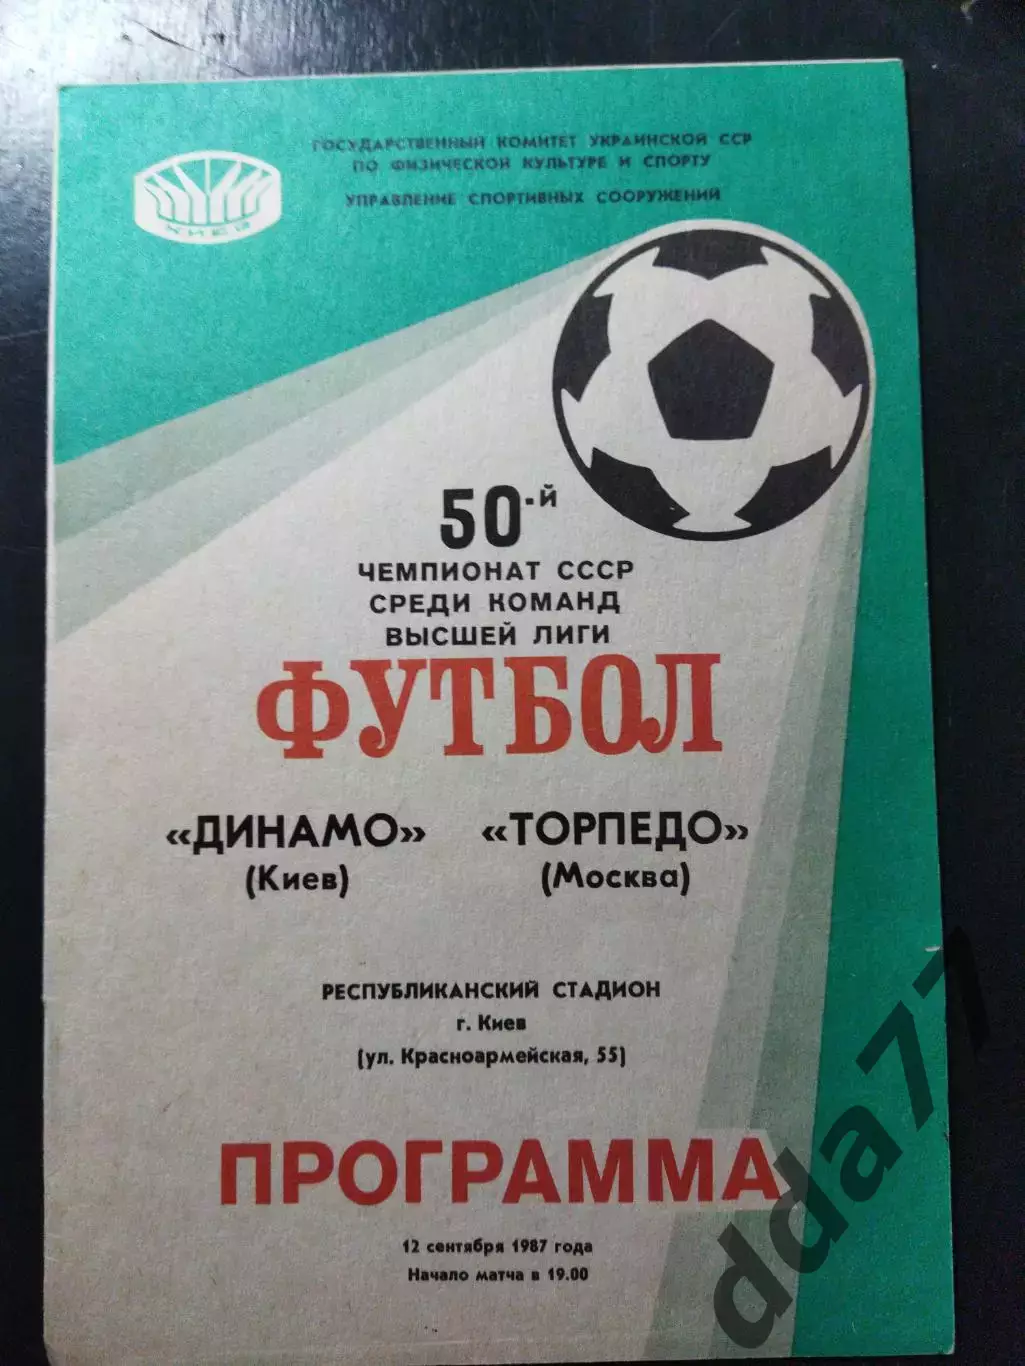 ГОСУДАРСТВЕННЫЙ КОМИТЕТ УКРАИНСКОЙ ССР
ПО ФИЗИЧЕСКОЙ КУЛЬТУРЕ И СПОРТУ
УПРАВЛЕНИЕ СПОРТИВНЫХ СООРУЖЕНИЙ
КИЕВ
50-й
ЧЕМПИОНАТ СССР
СРЕДИ КОМАНД
ВЫСШЕЙ ЛИГИ
ФУТБОЛ
«ДИНАМО» «ТОРПЕДО»
(Киев) (Москва)
РЕСПУБЛИКАНСКИЙ СТАДИОН
г. Киев
(ул. Красноармейская, 55)
ПРОГРАММА
12 сентября 1987 года
Начало матча в 19.00
dda77